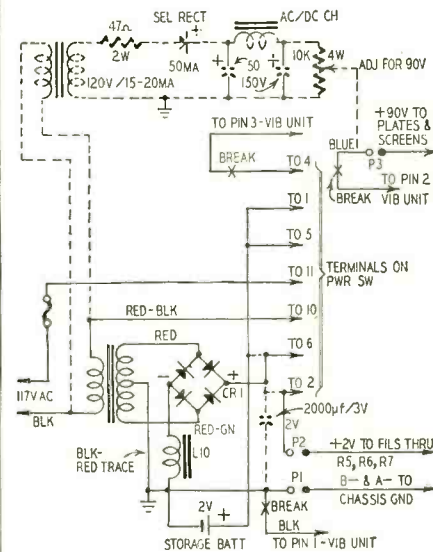 47Ω
2W
SEL RECT
+
50MA
AC/DC CH
+
50
+
150V
10K
4W
ADJ FOR 90V
120V/15-20MA
TO PIN 3-VIB UNIT
BREAK
TO 4
BLUE
+90V TO
PLATES &
SCREENS
P3
TO PIN 2
BREAK VIB UNIT
TO 1
TO 5
TO 11
TERMINALS ON
PWR SW
RED-BLK
TO 10
RED
TO 6
117V AC
BLK
−
+
CR1
TO 2
2000μf/3V
RED-GN
2V
P2
+2V TO FILS THRU
R5, R6, R7
BLK-
RED TRACE
L10
P1
B− & A− TO
CHASSIS GND
BREAK
2V
BLK
STORAGE BATT
TO PIN 1-VIB UNIT